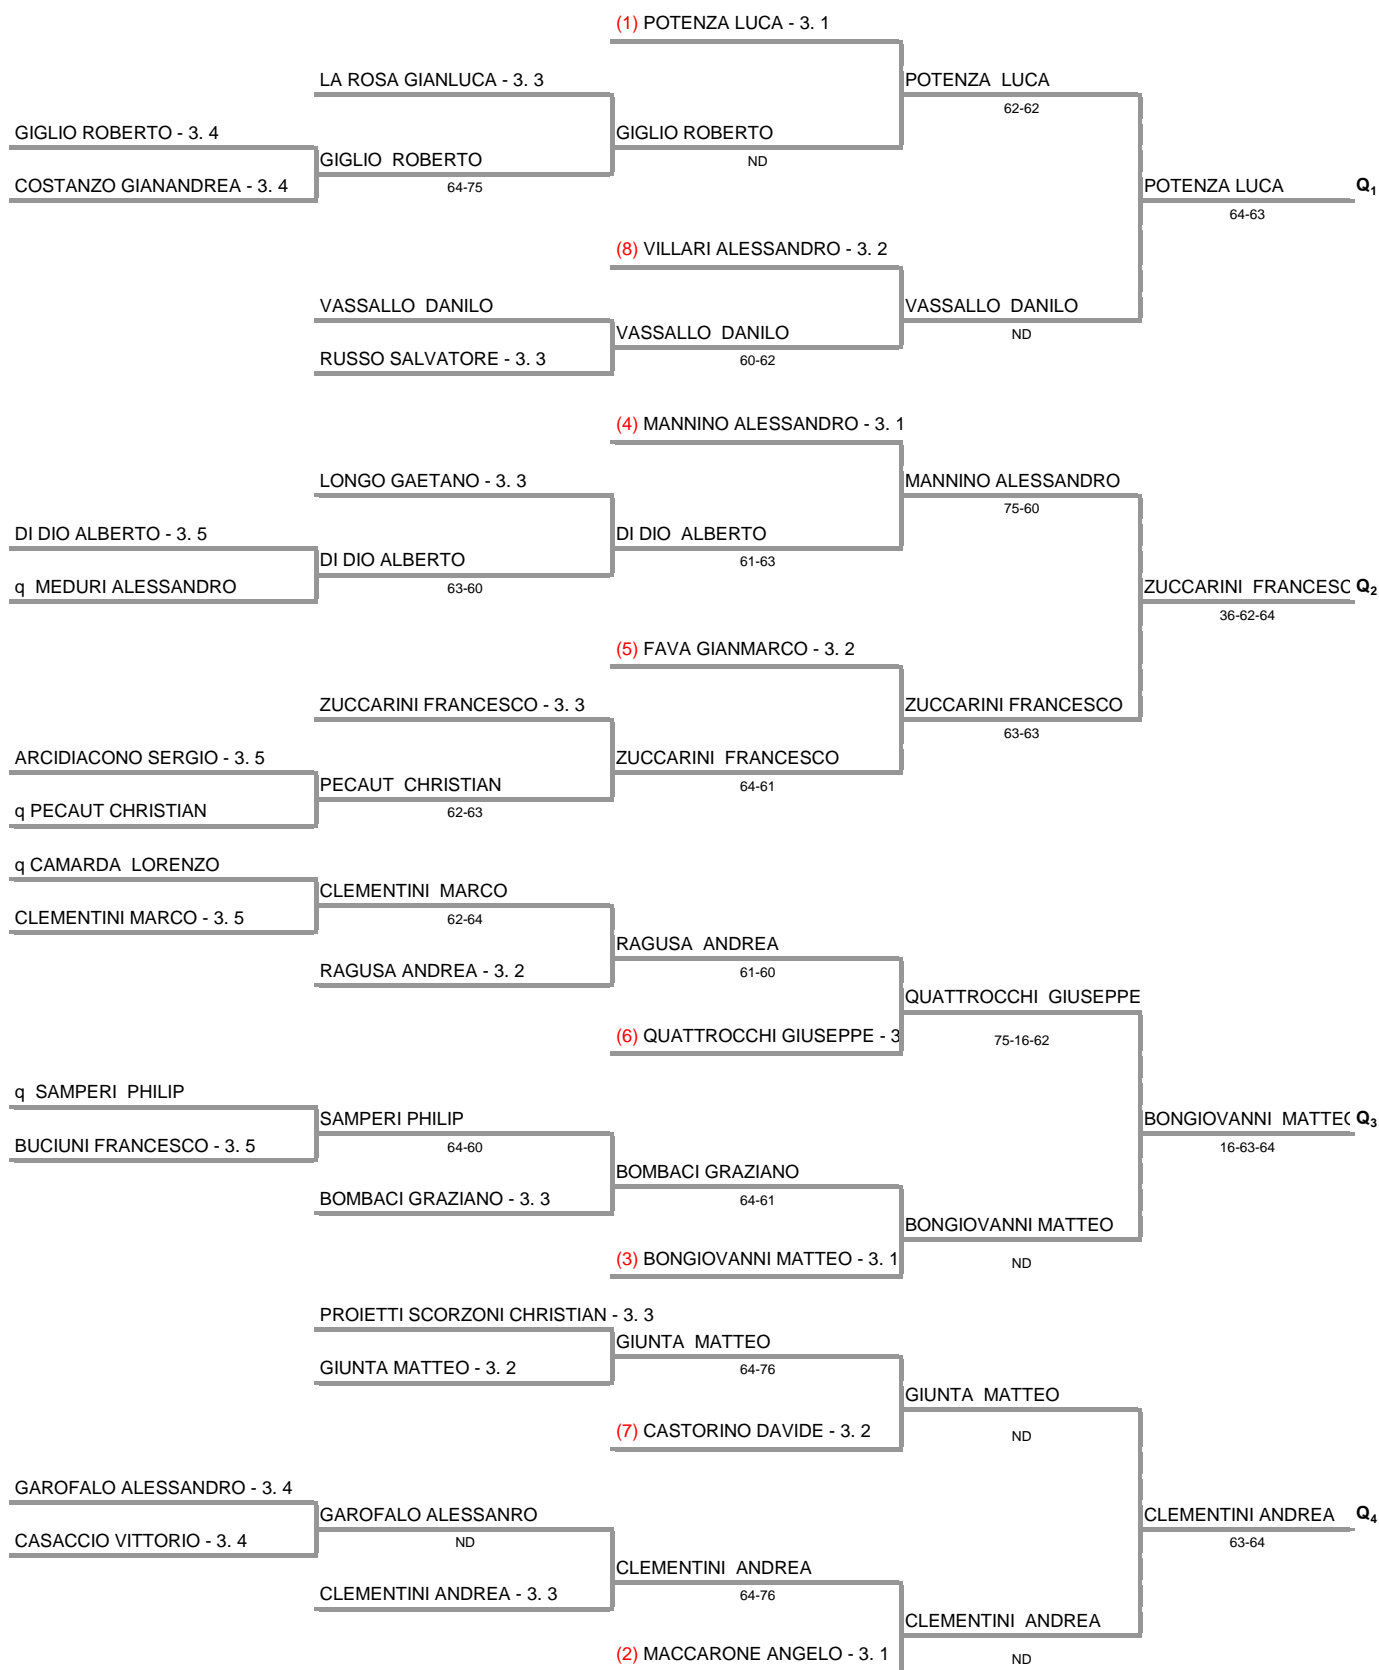 (1) POTENZA LUCA - 3. 1
LA ROSA GIANLUCA - 3. 3
POTENZA LUCA
62-62
GIGLIO ROBERTO - 3. 4
GIGLIO ROBERTO
ND
GIGLIO ROBERTO
64-75
COSTANZO GIANANDREA - 3. 4
POTENZA LUCA Q1
64-63
(8) VILLARI ALESSANDRO - 3. 2
VASSALLO DANILO
VASSALLO DANILO
ND
VASSALLO DANILO
60-62
RUSSO SALVATORE - 3. 3
(4) MANNINO ALESSANDRO - 3. 1
LONGO GAETANO - 3. 3
MANNINO ALESSANDRO
75-60
DI DIO ALBERTO - 3. 5
DI DIO ALBERTO
61-63
DI DIO ALBERTO
63-60
q MEDURI ALESSANDRO
ZUCCARINI FRANCESC Q2
36-62-64
(5) FAVA GIANMARCO - 3. 2
ZUCCARINI FRANCESCO - 3. 3
ZUCCARINI FRANCESCO
63-63
ARCIDIACONO SERGIO - 3. 5
ZUCCARINI FRANCESCO
64-61
PECAUT CHRISTIAN
62-63
q PECAUT CHRISTIAN
q CAMARDA LORENZO
CLEMENTINI MARCO
62-64
CLEMENTINI MARCO - 3. 5
RAGUSA ANDREA
61-60
RAGUSA ANDREA - 3. 2
QUATTROCCHI GIUSEPPE
75-16-62
(6) QUATTROCCHI GIUSEPPE - 3
q SAMPERI PHILIP
SAMPERI PHILIP
64-60
BONGIOVANNI MATTEO Q3
16-63-64
BUCIUNI FRANCESCO - 3. 5
BOMBACI GRAZIANO
64-61
BOMBACI GRAZIANO - 3. 3
BONGIOVANNI MATTEO
ND
(3) BONGIOVANNI MATTEO - 3. 1
PROIETTI SCORZONI CHRISTIAN - 3. 3
GIUNTA MATTEO
64-76
GIUNTA MATTEO - 3. 2
GIUNTA MATTEO
ND
(7) CASTORINO DAVIDE - 3. 2
GAROFALO ALESSANDRO - 3. 4
GAROFALO ALESSANRO
ND
CLEMENTINI ANDREA Q4
63-64
CASACCIO VITTORIO - 3. 4
CLEMENTINI ANDREA
64-76
CLEMENTINI ANDREA - 3. 3
CLEMENTINI ANDREA
ND
(2) MACCARONE ANGELO - 3. 1